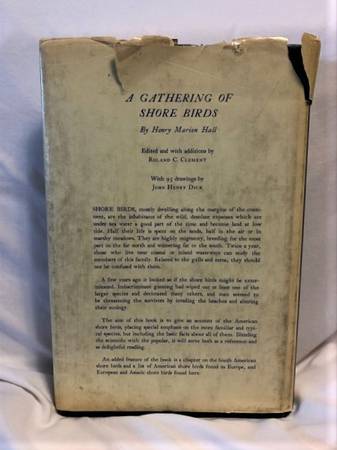 A GATHERING OF
SHORE BIRDS
By Henry Marion Hall
Edited and with additions by
ROLAND C. CLEMENT
With 95 drawings by
JOHN HENRY DICK
SHORE BIRDS, mostly dwelling along the margins of the conti-
nent, are the inhabitants of the wild, desolate expanses which are
under sea water a good part of the time and become land at low
tide. Half their life is spent on the sands, half in the air or in
marshy meadows. They are highly migratory, breeding for the most
part in the far north and wintering far to the south. Twice a year,
those who live near coasts or inland waterways can study the
members of this family. Related to the gulls and terns, they should
not be confused with them.
A few years ago it looked as if the shore birds might be exter-
minated. Indiscriminate gunning had wiped out at least one of the
larger species and decimated many others, and man seemed to
be threatening the survivors by invading the beaches and altering
their ecology.
The aim of this book is to give an account of the American
shore birds, placing special emphasis on the more familiar and typi-
cal species, but including the basic facts about all of them. Blending
the scientific with the popular, it will serve both as a reference and
as delightful reading.
An added feature of the book is a chapter on the South American
shore birds and a list of American shore birds found in Europe, and
European and Asiatic shore birds found here.